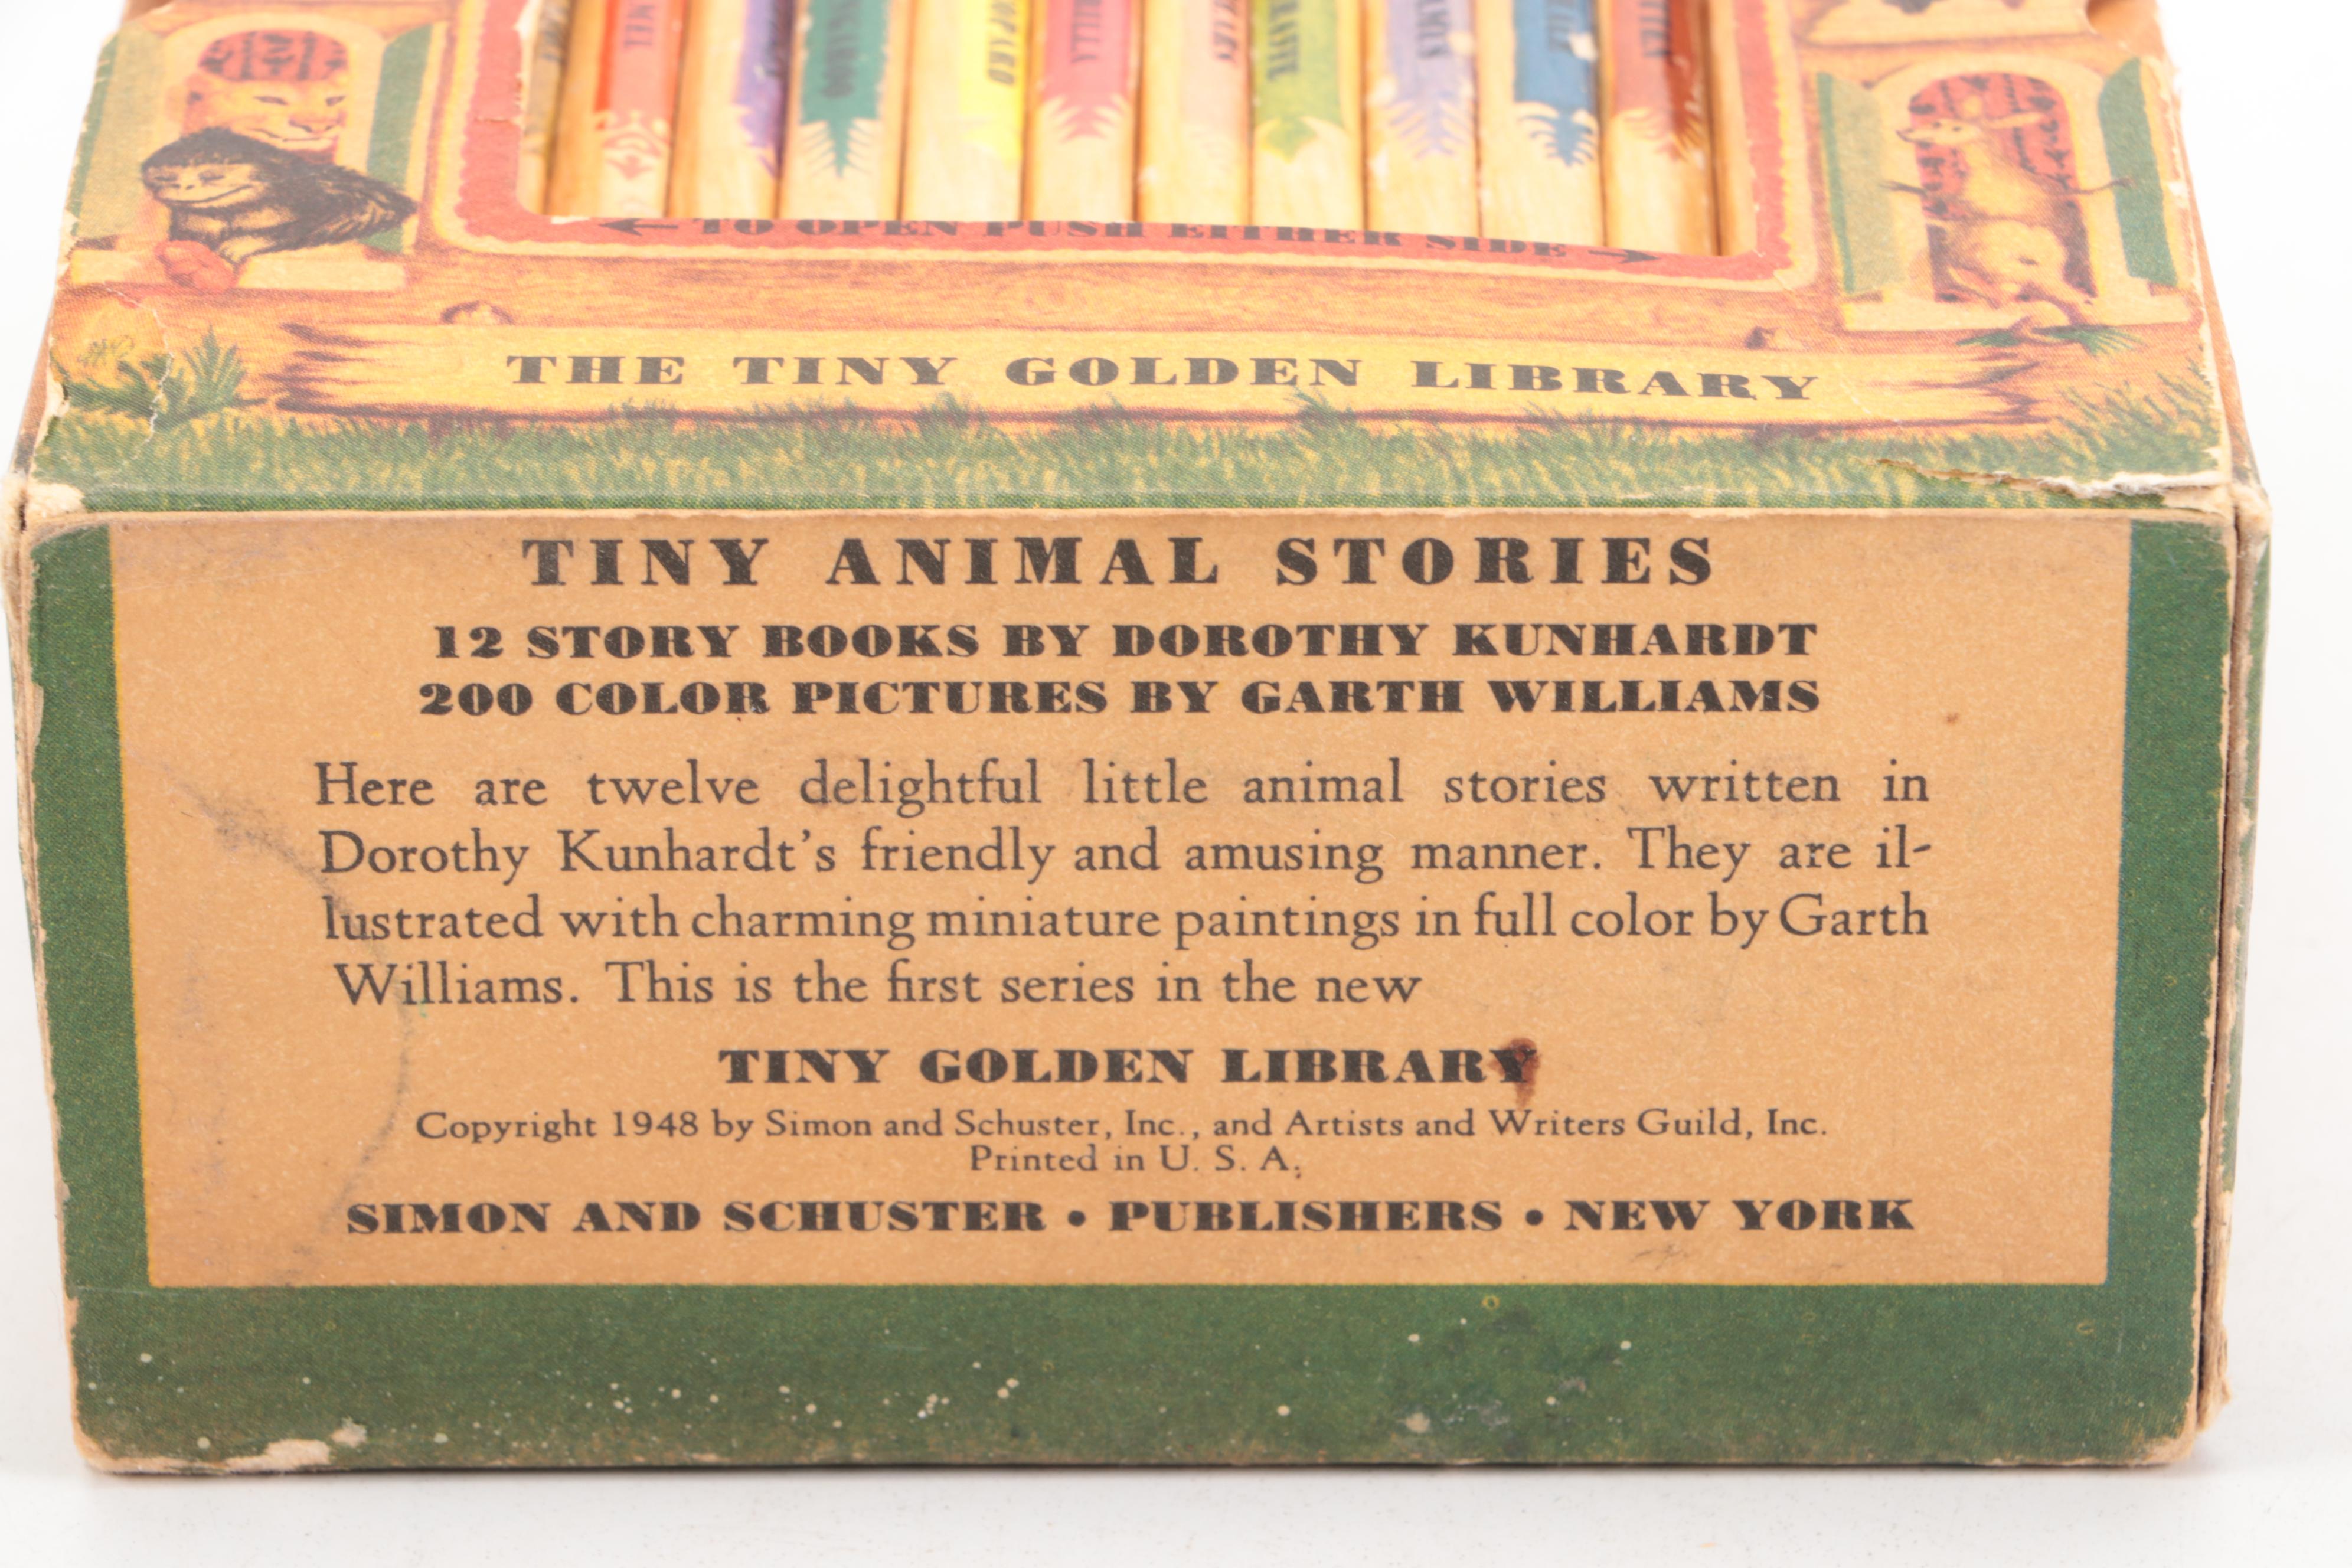 TO OPEN PUSH EITHER SIDE
THE TINY GOLDEN LIBRARY
TINY ANIMAL STORIES
12 STORY BOOKS BY DOROTHY KUNHARDT
200 COLOR PICTURES BY GARTH WILLIAMS
Here are twelve delightful little animal stories written in
Dorothy Kunhardt's friendly and amusing manner. They are il-
lustrated with charming miniature paintings in full color by Garth
Williams. This is the first series in the new
TINY GOLDEN LIBRARY
Copyright 1948 by Simon and Schuster, Inc., and Artists and Writers Guild, Inc.
Printed in U. S. A.
SIMON AND SCHUSTER • PUBLISHERS • NEW YORK